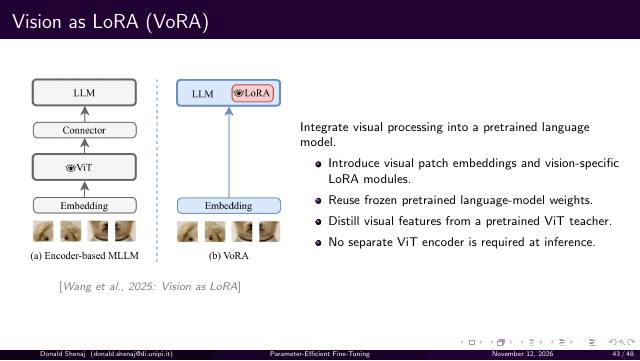 Vision as LoRA (VoRA)
LLM
Connector
ViT
Embedding
(a) Encoder-based MLLM
LLM
LoRA
Embedding
(b) VoRA
[Wang et al., 2025: Vision as LoRA]
Integrate visual processing into a pretrained language
model.
Introduce visual patch embeddings and vision-specific
LoRA modules.
Reuse frozen pretrained language-model weights.
Distill visual features from a pretrained ViT teacher.
No separate ViT encoder is required at inference.
Donald Shenaj (donald.shenaj@di.unipi.it)
Parameter-Efficient Fine-Tuning
November 12, 2026
43 / 48